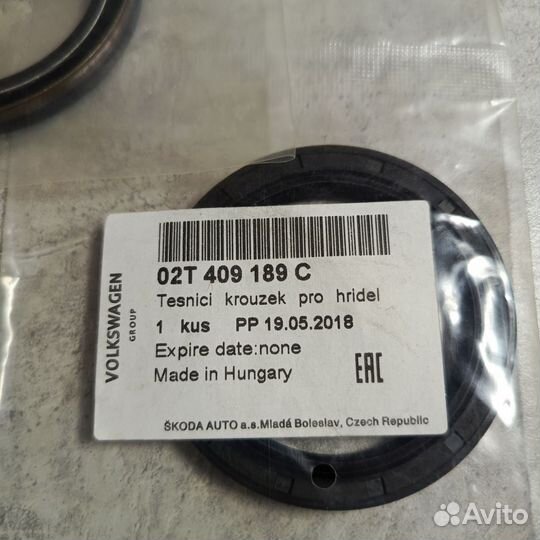 VOLKSWAGEN
GROUP
02T 409 189 C
Tesnici krouzek pro hridel
1 kus PP 19.05.2018
Expire date:none
Made in Hungary
EAC
ŠKODA AUTO a.s.Mladá Boleslav, Czech Republic
Avito